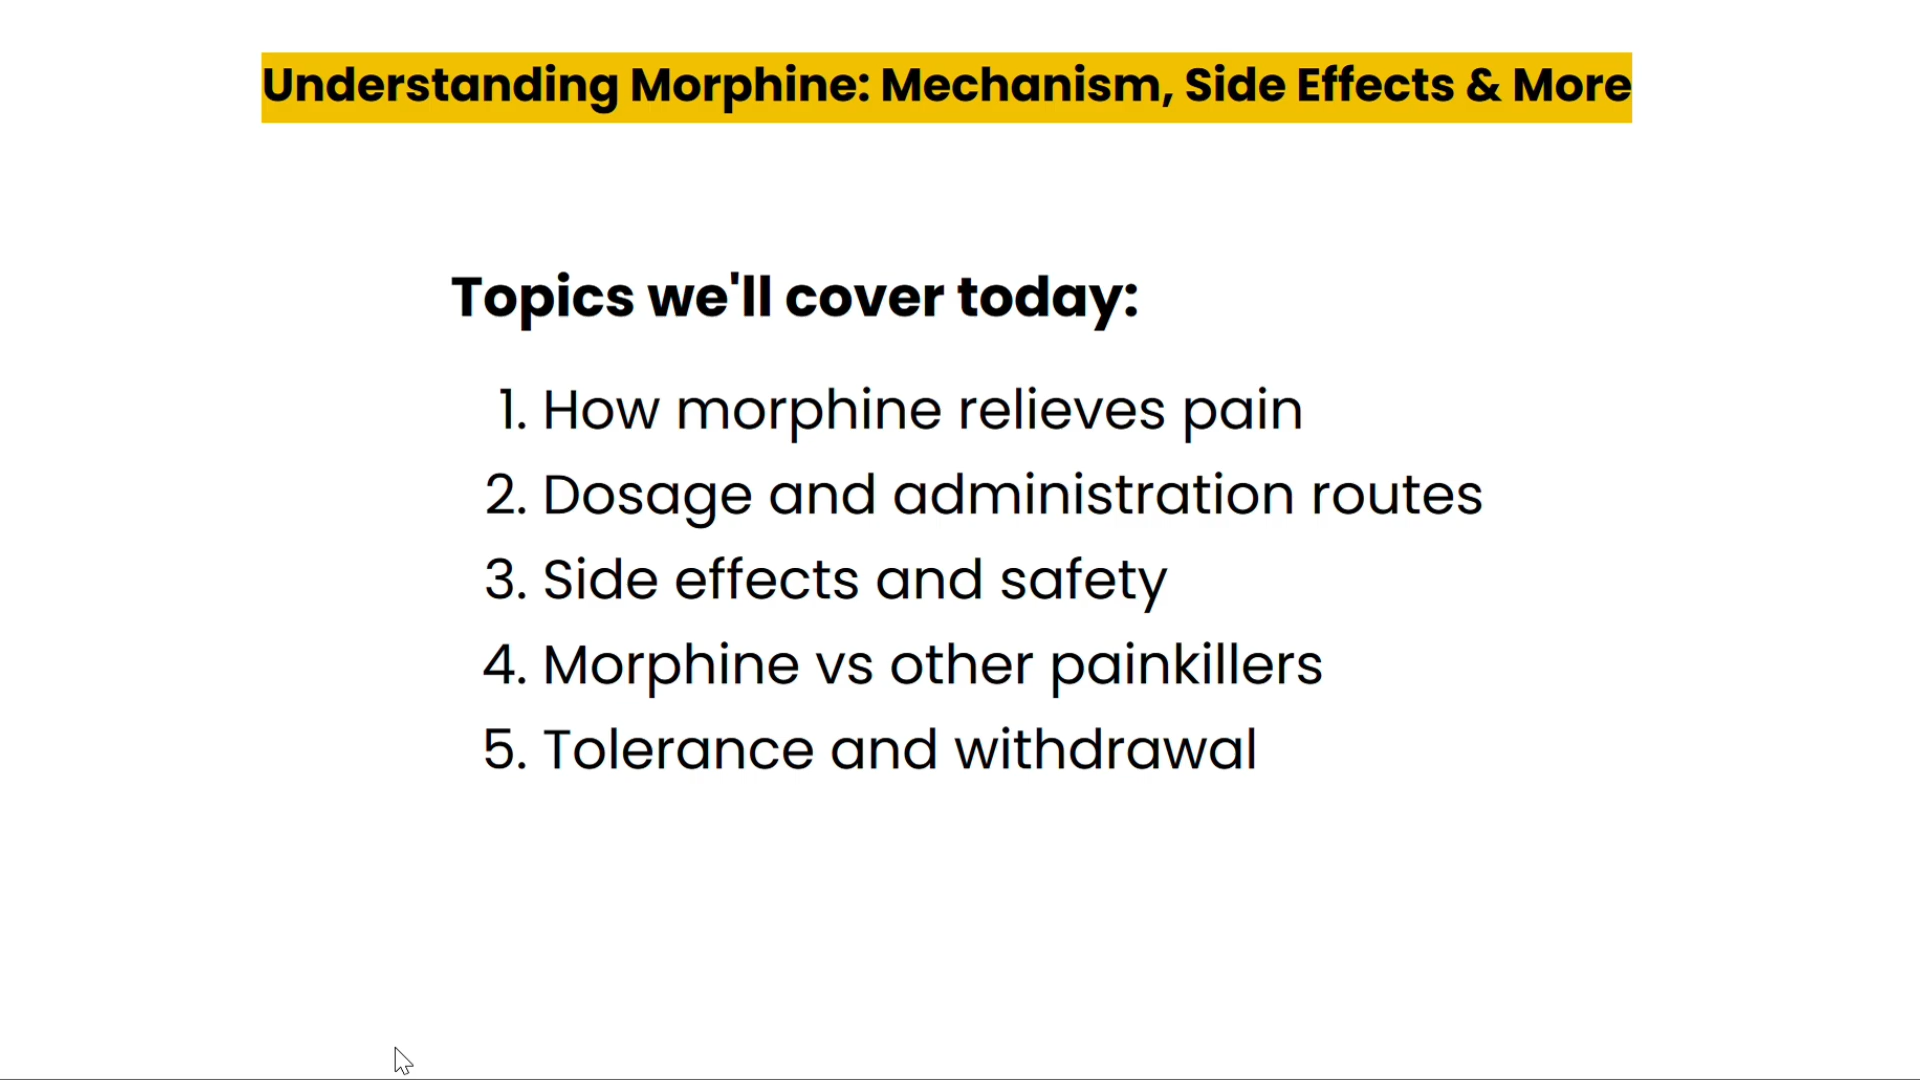 Understanding Morphine: Mechanism, Side Effects & More
Topics we'll cover today:
1. How morphine relieves pain
2. Dosage and administration routes
3. Side effects and safety
4. Morphine vs other painkillers
5. Tolerance and withdrawal